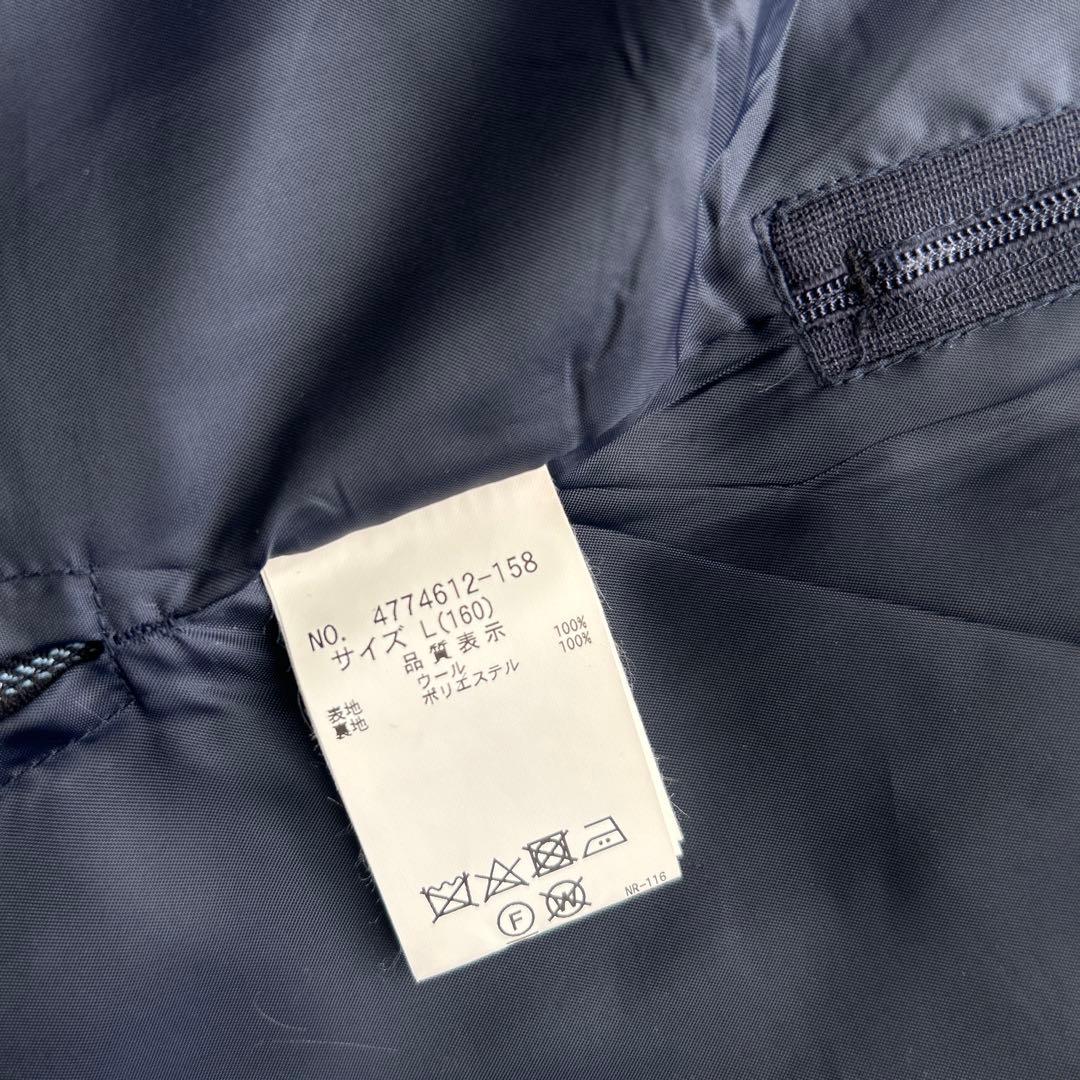 NO. 4774612-158
サイズ L(160)
品質表示
表地 ウール 100%
裏地 ポリエステル 100%
F W
NR-116